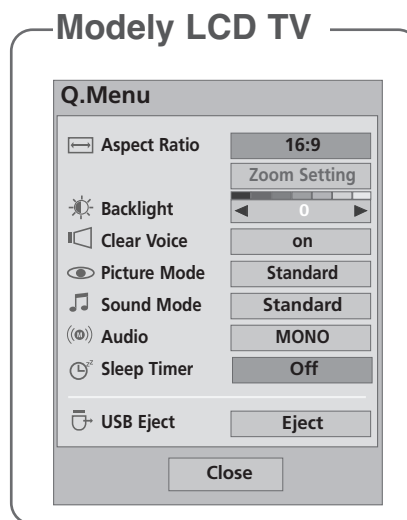 Modely LCD TV
Q.Menu
Aspect Ratio 16:9
Zoom Setting
Backlight 0
Clear Voice on
Picture Mode Standard
Sound Mode Standard
Audio MONO
Sleep Timer Off
USB Eject Eject
Close